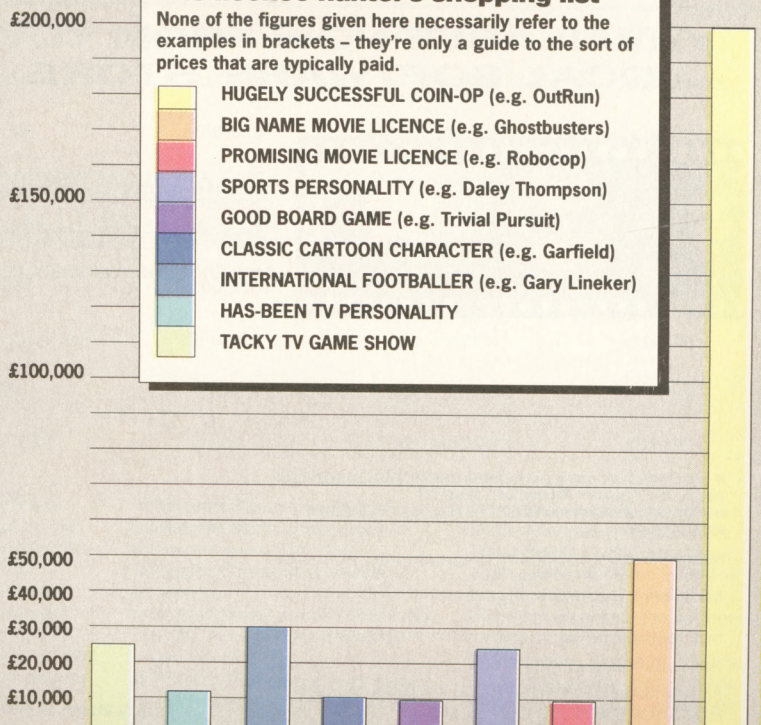 £200,000
None of the figures given here necessarily refer to the
examples in brackets – they're only a guide to the sort of
prices that are typically paid.
HUGELY SUCCESSFUL COIN-OP (e.g. OutRun)
BIG NAME MOVIE LICENCE (e.g. Ghostbusters)
PROMISING MOVIE LICENCE (e.g. Robocop)
£150,000
SPORTS PERSONALITY (e.g. Daley Thompson)
GOOD BOARD GAME (e.g. Trivial Pursuit)
CLASSIC CARTOON CHARACTER (e.g. Garfield)
INTERNATIONAL FOOTBALLER (e.g. Gary Lineker)
HAS-BEEN TV PERSONALITY
TACKY TV GAME SHOW
£100,000
£50,000
£40,000
£30,000
£20,000
£10,000